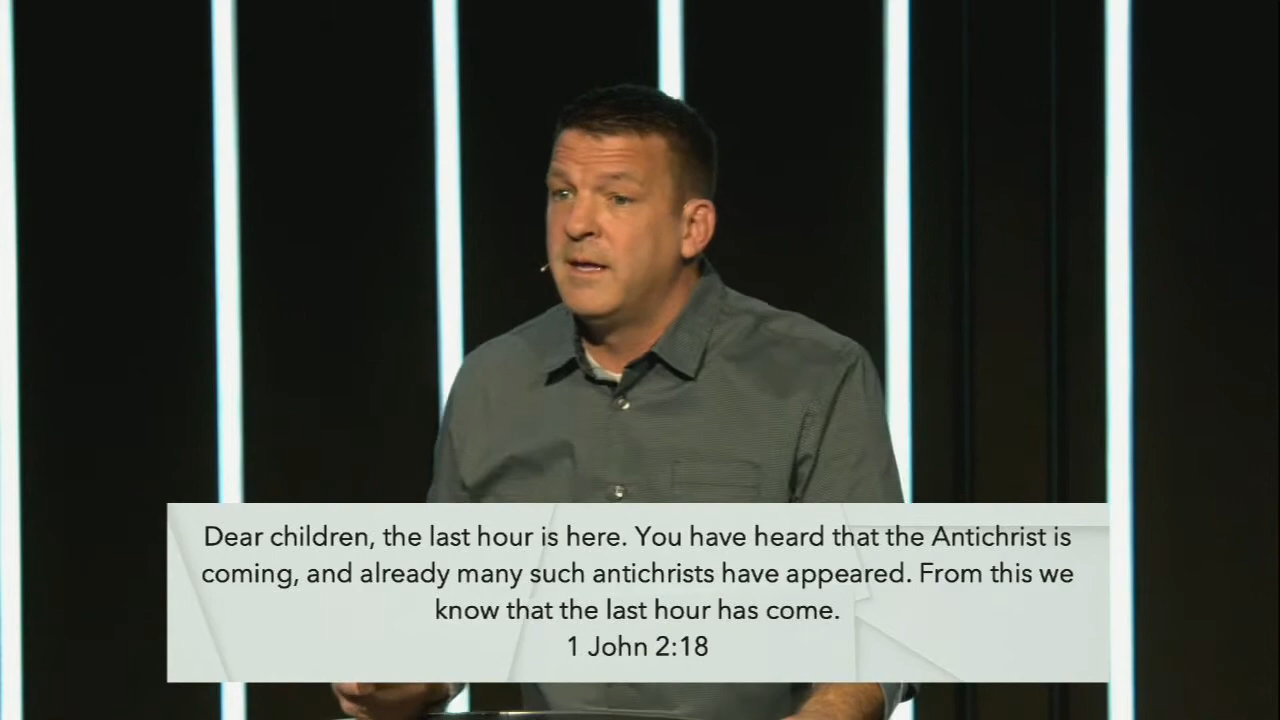 Dear children, the last hour is here. You have heard that the Antichrist is
coming, and already many such antichrists have appeared. From this we
know that the last hour has come.
1 John 2:18